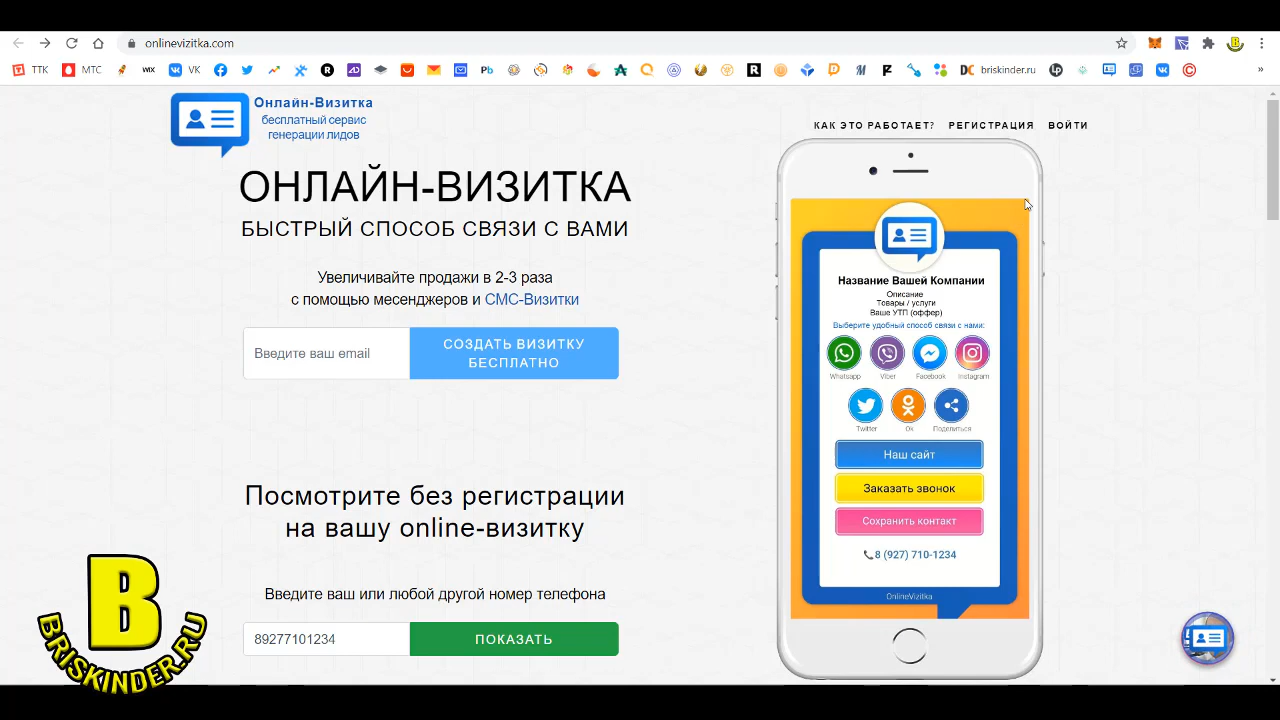 onlinevizitka.com
ТТК
МТС
WIX
VK
Pb
briskinder.ru
Lp
»
Онлайн-Визитка
бесплатный сервис
генерации лидов
КАК ЭТО РАБОТАЕТ?
РЕГИСТРАЦИЯ
ВОЙТИ
ОНЛАЙН-ВИЗИТКА
БЫСТРЫЙ СПОСОБ СВЯЗИ С ВАМИ
Увеличивайте продажи в 2-3 раза
с помощью месенджеров и СМС-Визитки
Введите ваш email
СОЗДАТЬ ВИЗИТКУ
БЕСПЛАТНО
Посмотрите без регистрации
на вашу online-визитку
Введите ваш или любой другой номер телефона
89277101234
ПОКАЗАТЬ
Название Вашей Компании
Описание
Товары / услуги
Ваше УТП (оффер)
Выберите удобный способ связи с нами:
Whatsapp
Viber
Facebook
Instagram
Twitter
Ok
Поделиться
Наш сайт
Заказать звонок
Сохранить контакт
8 (927) 710-1234
OnlineVizitka
B
BRISKINDER.RU